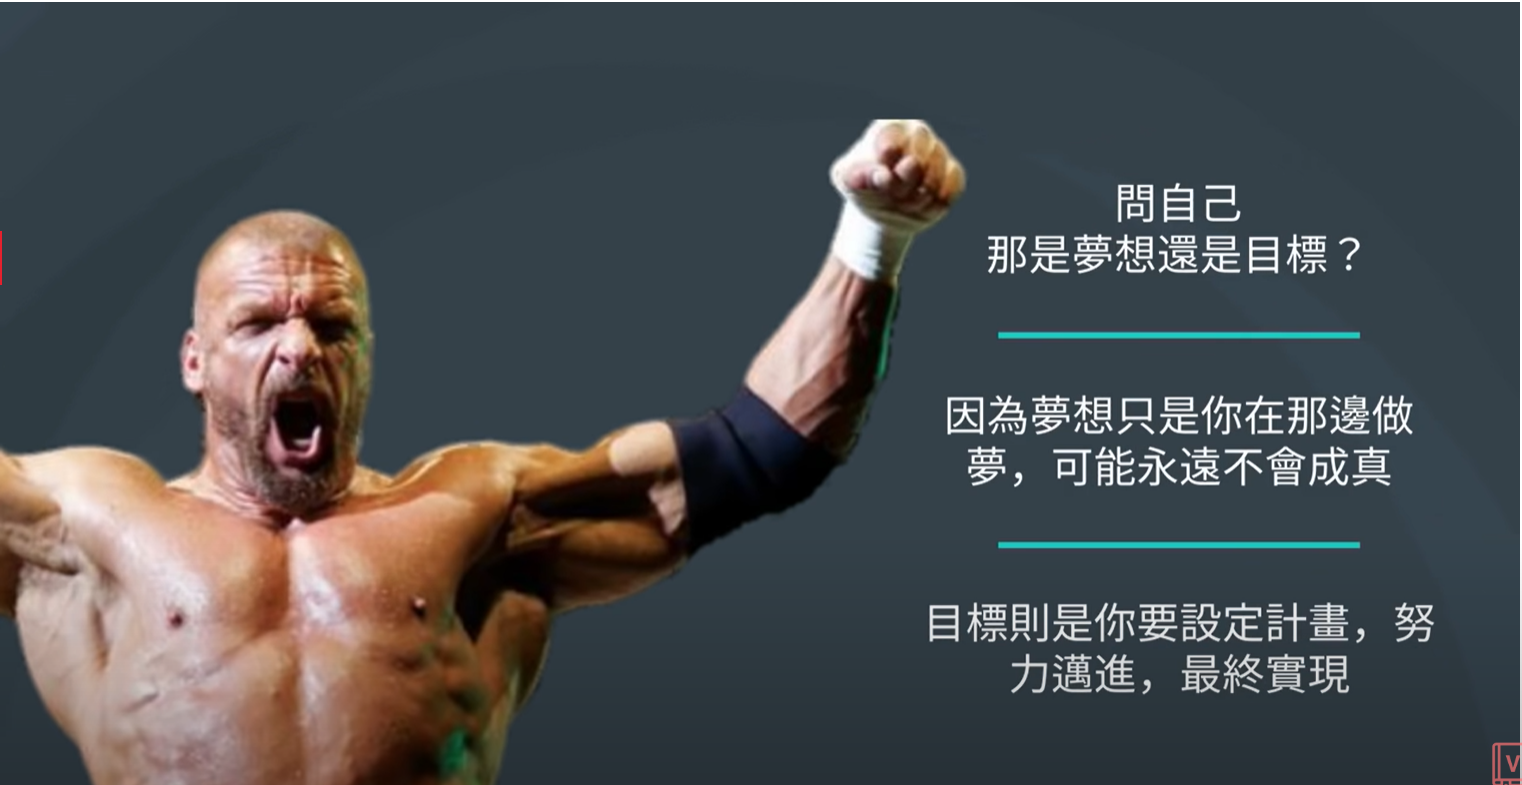 問自己
那是夢想還是目標？
因為夢想只是你在那邊做
夢，可能永遠不會成真
目標則是你要設定計畫，努
力邁進，最終實現
V